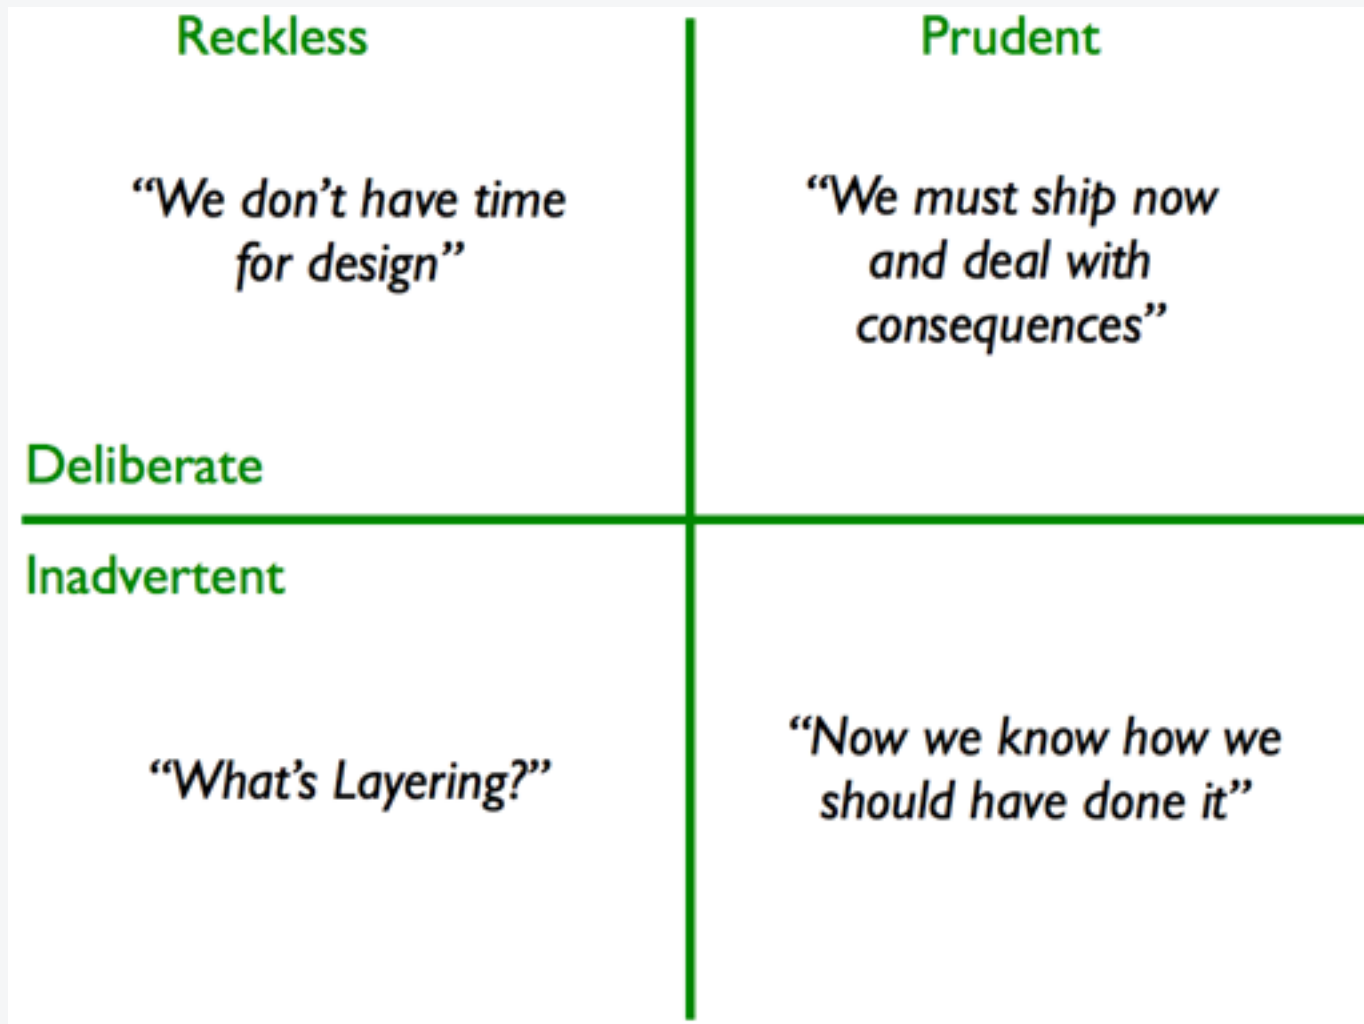 Reckless
Prudent
“We don’t have time
for design”
“We must ship now
and deal with
consequences”
Deliberate
Inadvertent
“What’s Layering?”
“Now we know how we
should have done it”